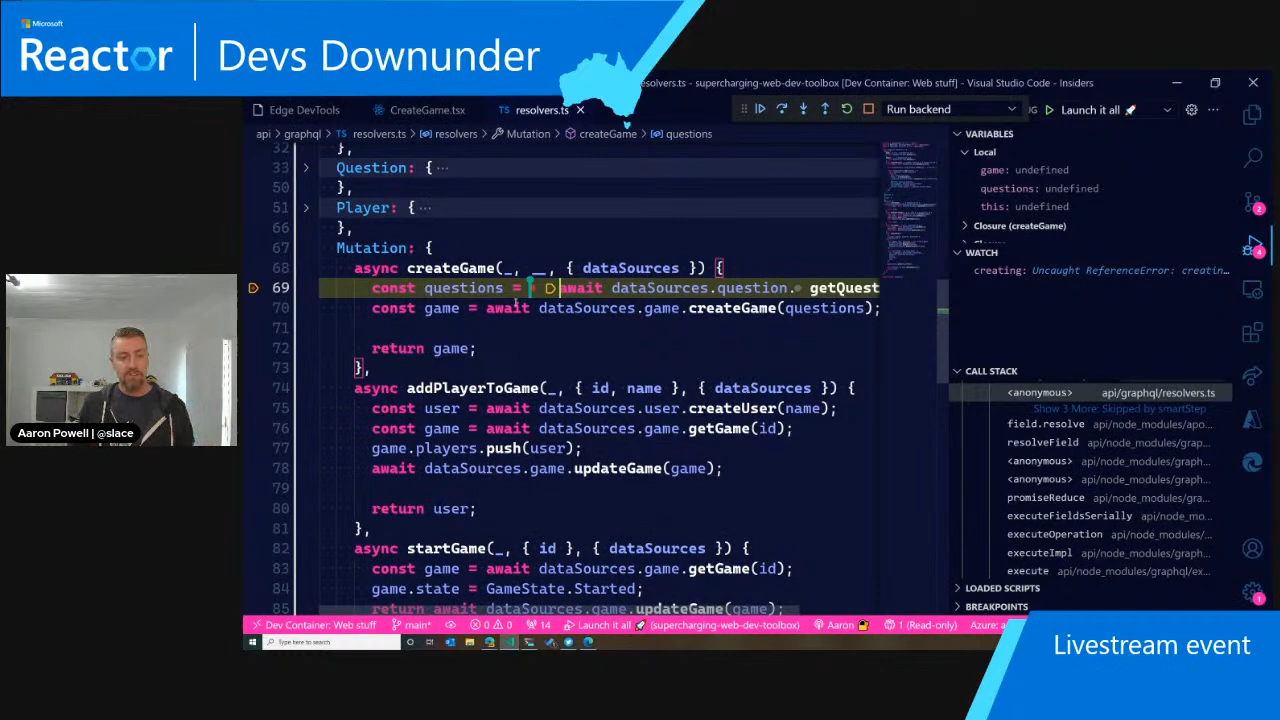 Microsoft
Reactor | Devs Downunder
resolvers.ts - supercharging-web-dev-toolbox [Dev Container: Web stuff] - Visual Studio Code - Insiders
Edge DevTools
CreateGame.tsx
TS resolvers.ts
Run backend
Launch it all 🚀
api > graphql > TS resolvers.ts > resolvers > Mutation > createGame > questions
32 },
Question: { ...
50 },
51 Player: { ...
66 },
67 Mutation: {
68 async createGame(_, __, { dataSources }) {
69 const questions = await dataSources.question. getQuest
70 const game = await dataSources.game.createGame(questions);
71
72 return game;
73 },
74 async addPlayerToGame(_, { id, name }, { dataSources }) {
75 const user = await dataSources.user.createUser(name);
76 const game = await dataSources.game.getGame(id);
77 game.players.push(user);
78 await dataSources.game.updateGame(game);
79
80 return user;
81 },
82 async startGame(_, { id }, { dataSources }) {
83 const game = await dataSources.game.getGame(id);
84 game.state = GameState.Started;
85 return await dataSources.game.updateGame(game);
VARIABLES
Local
game: undefined
questions: undefined
this: undefined
Closure (createGame)
WATCH
creating: Uncaught ReferenceError: creatin...
CALL STACK
<anonymous> api/graphql/resolvers.ts
Show 3 More: Skipped by smartStep
field.resolve api/node_modules/apo...
resolveField api/node_modules/grap...
<anonymous> api/node_modules/grap...
<anonymous> api/node_modules/graph...
promiseReduce api/node_modules/gra...
executeFieldsSerially api/node_mo...
executeOperation api/node_modules...
executeImpl api/node_modules/grap...
execute api/node_modules/graphql/ex...
LOADED SCRIPTS
BREAKPOINTS
2
4
1
Aaron Powell | @slace
Dev Container: Web stuff
main*
0
0
14
Launch it all 🚀 (supercharging-web-dev-toolbox)
Aaron
1 (Read-only)
Azure: a
Type here to search
Livestream event